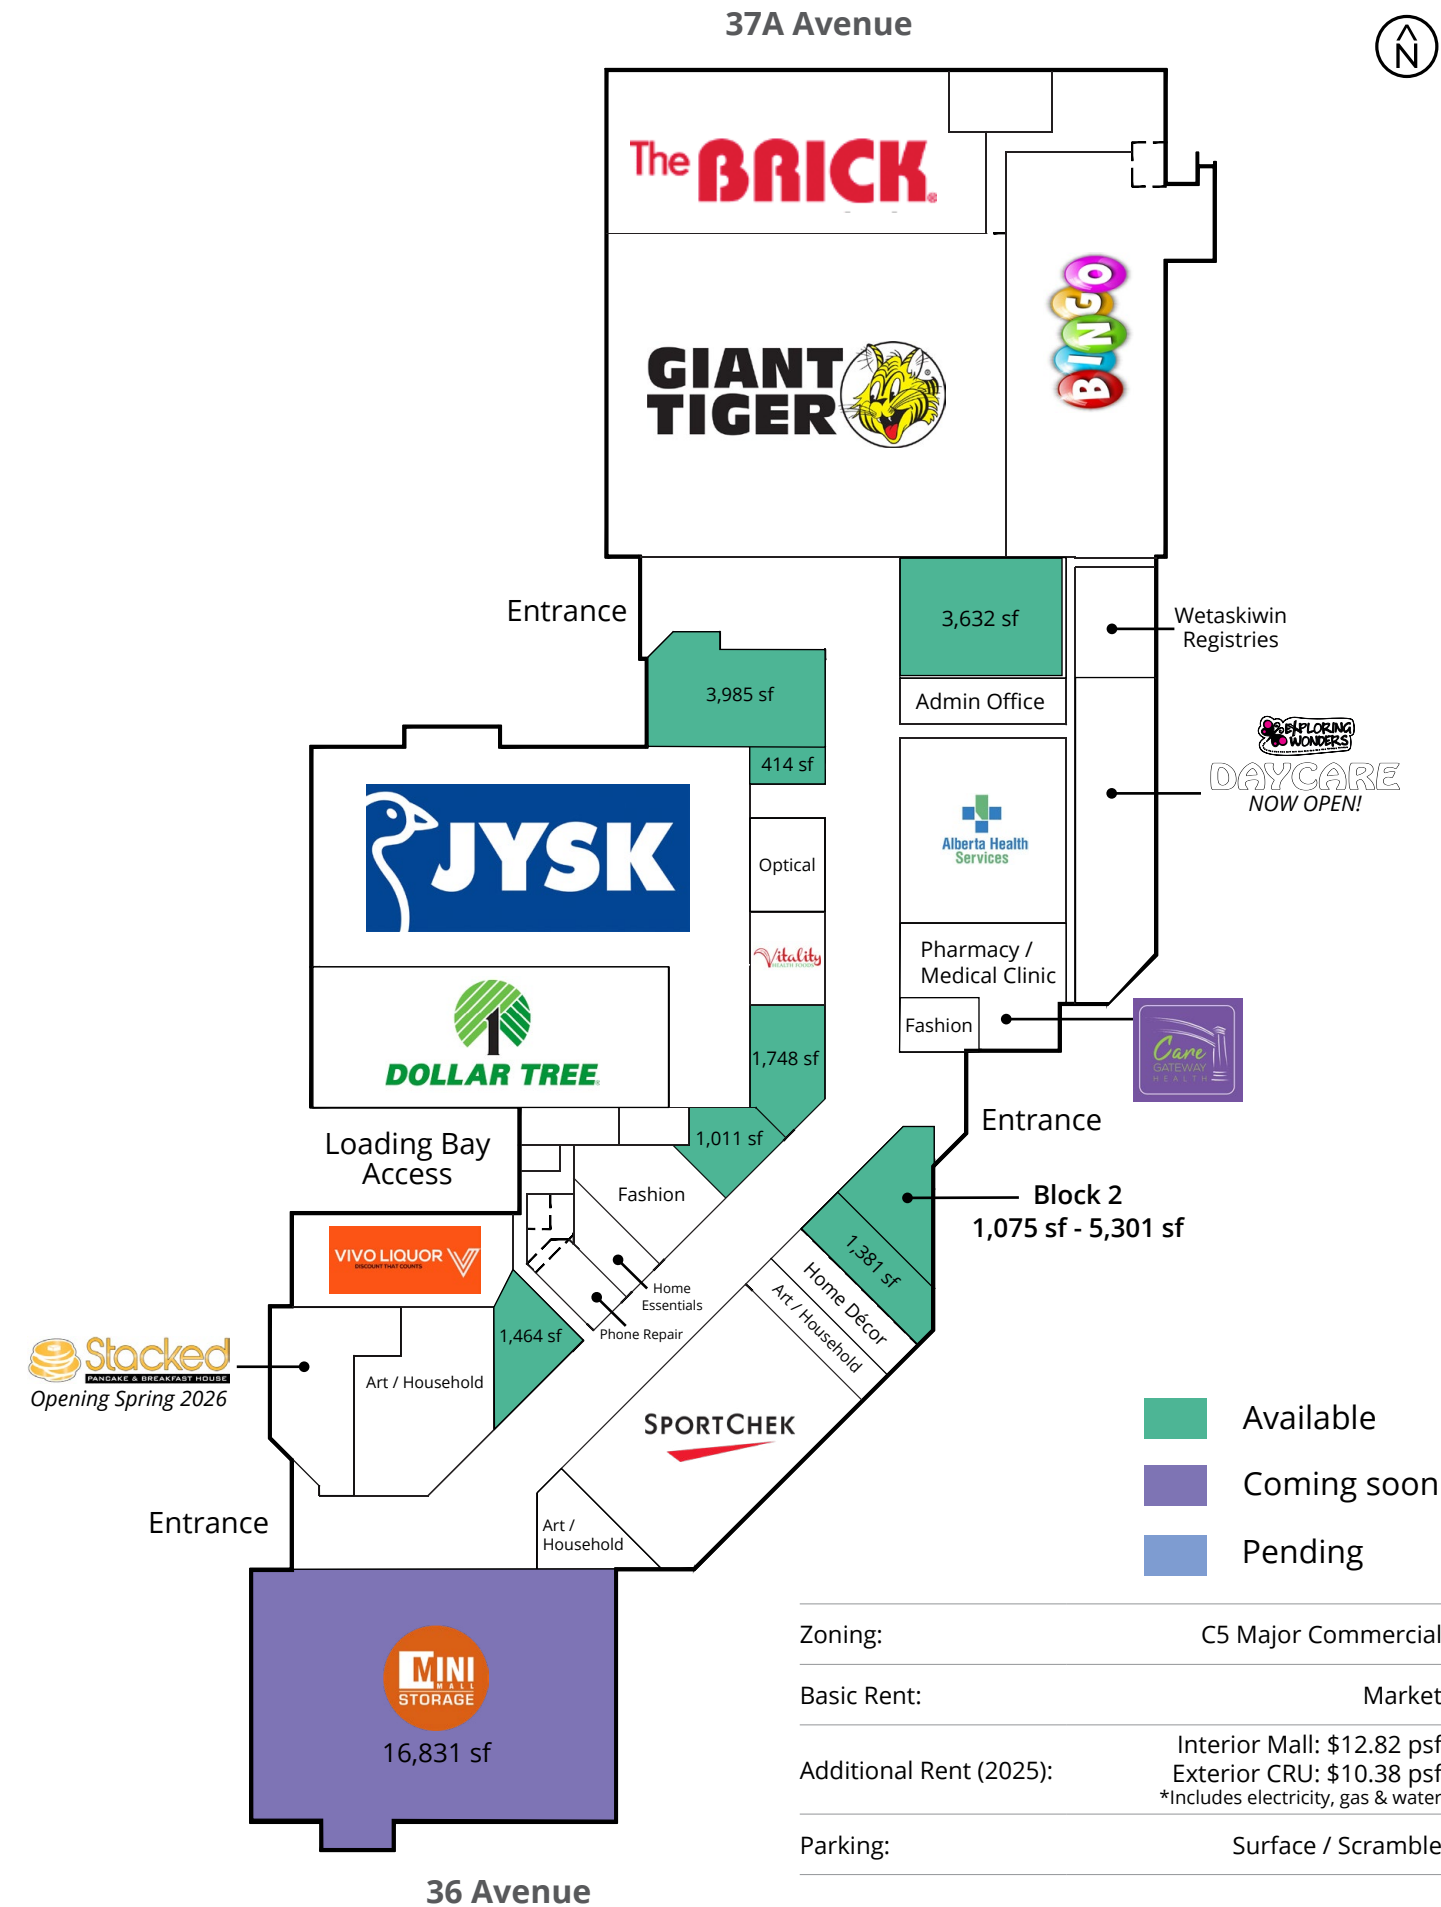 37A Avenue
N
The BRICK
GIANT
TIGER
BINGO
Entrance
3,632 sf
Wetaskiwin
Registries
3,985 sf
Admin Office
414 sf
EXPLORING
WONDERS
DAYCARE
NOW OPEN!
JYSK
Optical
Alberta Health
Services
Vitality
HEALTH FOODS
Pharmacy /
Medical Clinic
DOLLAR TREE
1,748 sf
Fashion
Care
GATEWAY
HEALTH
Entrance
Loading Bay
Access
1,011 sf
Fashion
Block 2
1,075 sf - 5,301 sf
VIVO LIQUOR
DISCOUNT THAT COUNTS
1,381 sf
Home
Essentials
Home Décor
Art / Household
1,464 sf
Phone Repair
Stacked
PANCAKE & BREAKFAST HOUSE
Opening Spring 2026
Art / Household
SPORTCHEK
Available
Coming soon
Pending
Entrance
Art /
Household
MINI
MALL
STORAGE
16,831 sf
Zoning: C5 Major Commercial
Basic Rent: Market
Additional Rent (2025): Interior Mall: $12.82 psf
Exterior CRU: $10.38 psf
*Includes electricity, gas & water
Parking: Surface / Scramble
36 Avenue